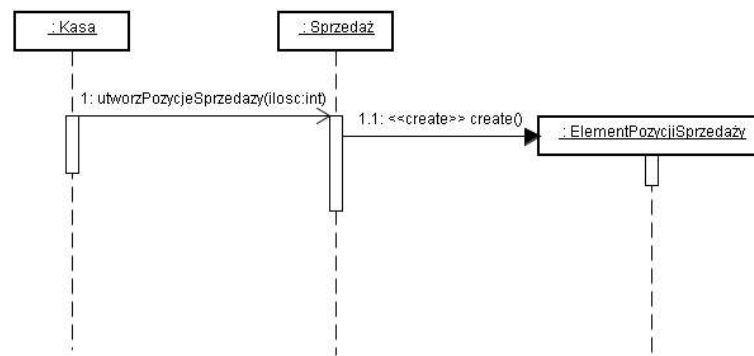 : Kasa
: Sprzedaż
1: utworzPozycjeSprzedazy(ilosc:int)
1.1: <<create>> create()
: ElementPozycjiSprzedaży